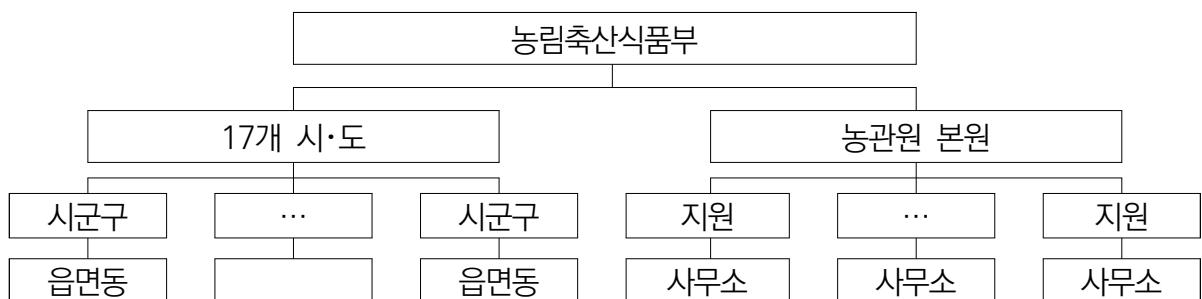 농림축산식품부
17개 시·도 농관원 본원
시군구 … 시군구 지원 … 지원
읍면동 읍면동 사무소 사무소 사무소